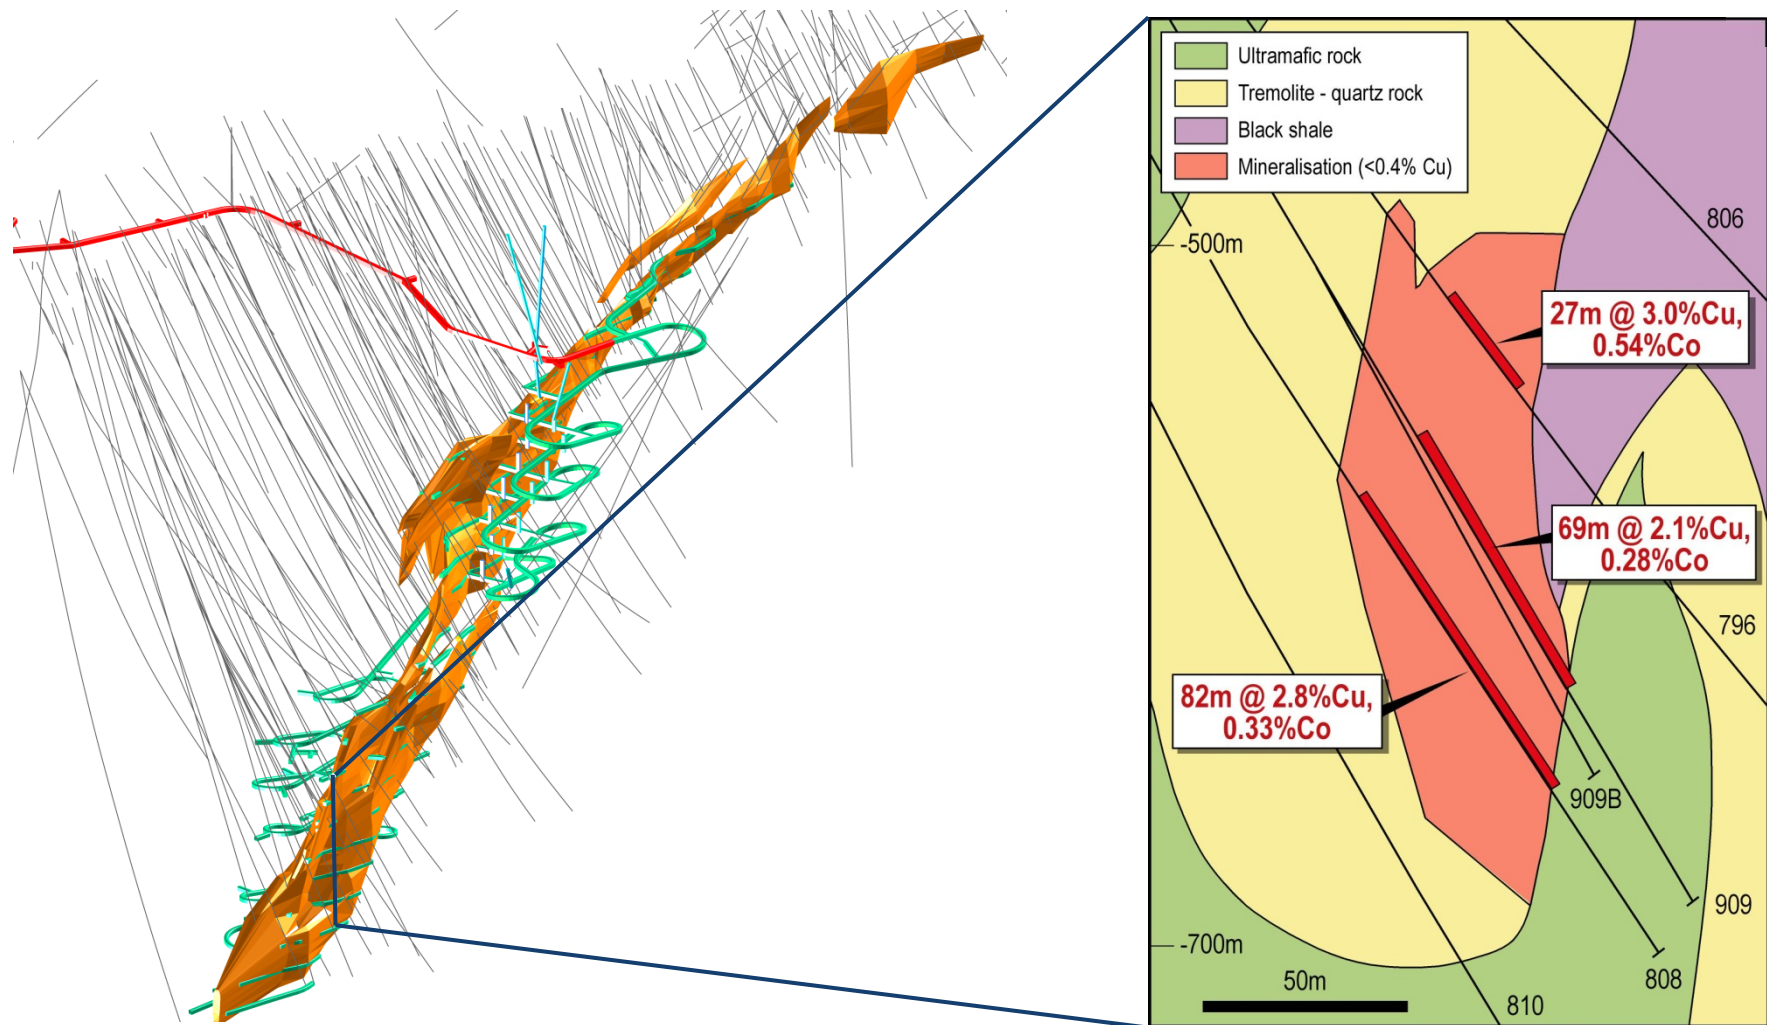 Ultramafic rock
Tremolite - quartz rock
Black shale
Mineralisation (<0.4% Cu)
806
-500m
27m @ 3.0%Cu,
0.54%Co
69m @ 2.1%Cu,
0.28%Co
796
82m @ 2.8%Cu,
0.33%Co
909B
909
-700m
808
50m
810